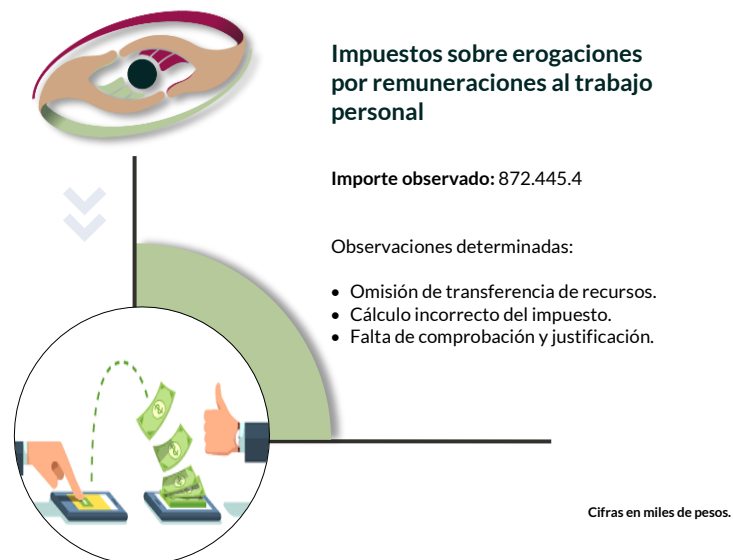 Impuestos sobre erogaciones
por remuneraciones al trabajo
personal
Importe observado: 872.445.4
Observaciones determinadas:
• Omisión de transferencia de recursos.
• Cálculo incorrecto del impuesto.
• Falta de comprobación y justificación.
Cifras en miles de pesos.